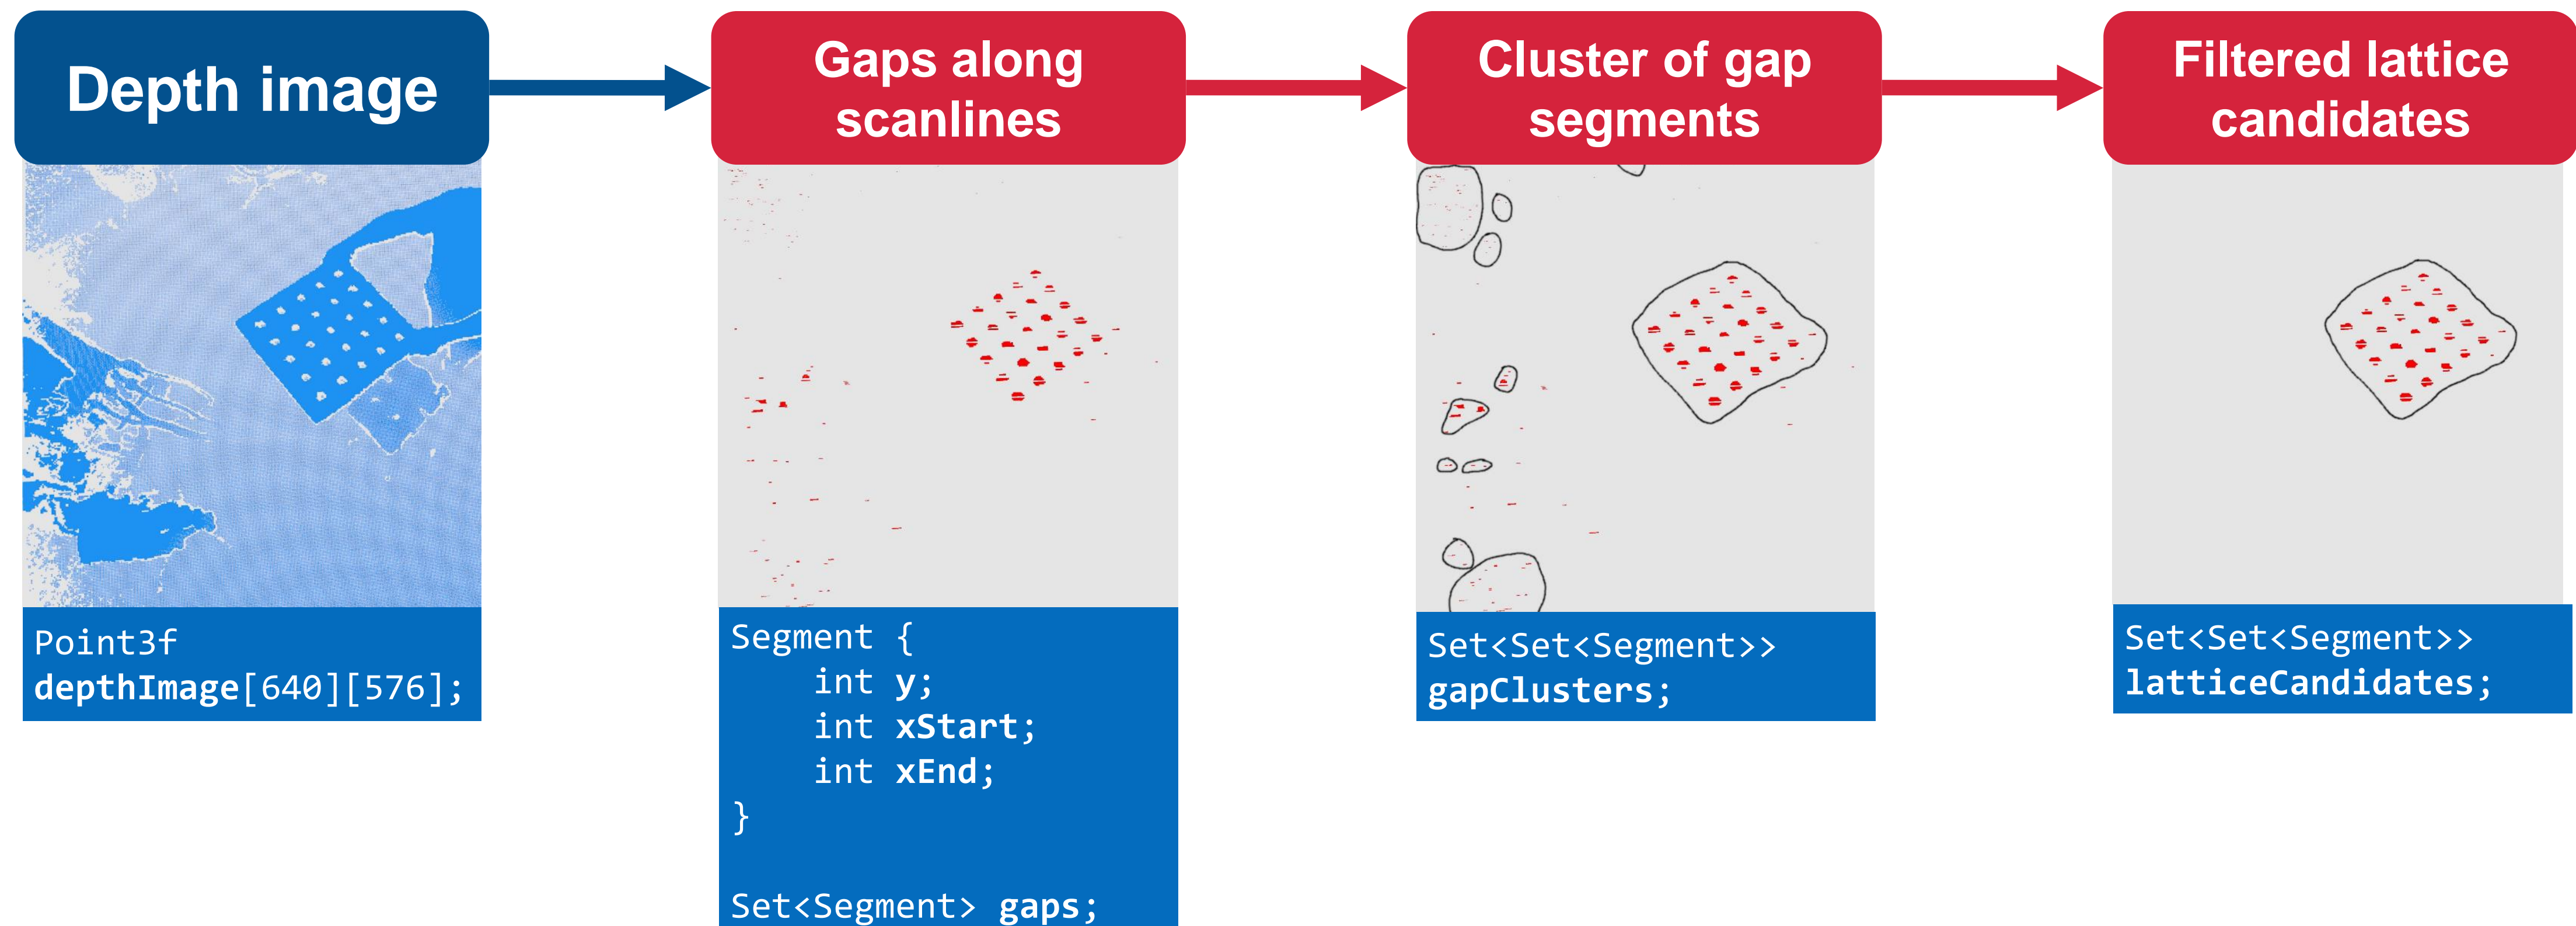 Depth image
Gaps along
scanlines
Cluster of gap
segments
Filtered lattice
candidates
Point3f
depthImage[640][576];
Segment {
    int y;
    int xStart;
    int xEnd;
}
Set<Segment> gaps;
Set<Set<Segment>>
gapClusters;
Set<Set<Segment>>
latticeCandidates;